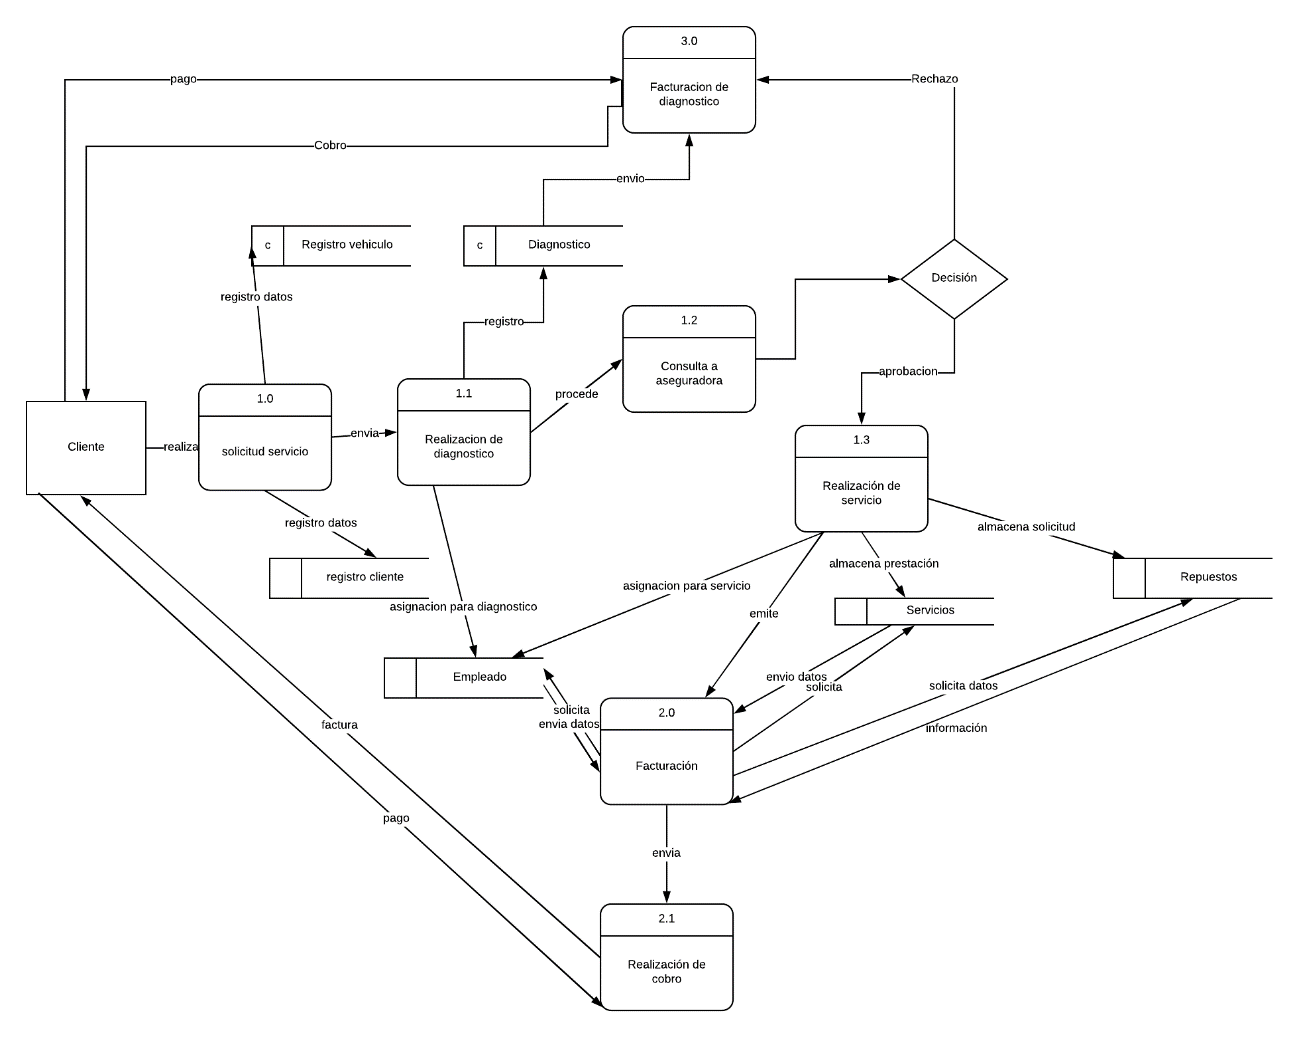 3.0
pago
Rechazo
Facturacion de
diagnostico
Cobro
envio
c
Registro vehiculo
c
Diagnostico
Decisión
registro datos
registro
1.2
Consulta a
aseguradora
aprobacion
procede
1.0
1.1
envia
Cliente
realiza
solicitud servicio
Realizacion de
diagnostico
1.3
Realización de
servicio
registro datos
almacena solicitud
almacena prestación
registro cliente
Repuestos
asignacion para servicio
asignacion para diagnostico
emite
Servicios
Empleado
envio datos
solicita
solicita datos
solicita
envia datos
2.0
factura
información
Facturación
pago
envia
2.1
Realización de
cobro